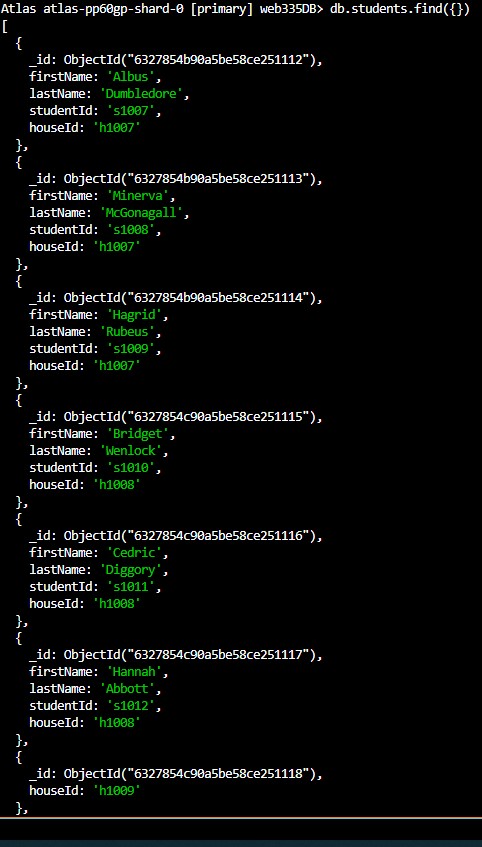 Atlas atlas-pp60gp-shard-0 [primary] web335DB> db.students.find({})
[
  {
    _id: ObjectId("6327854b90a5be58ce251112"),
    firstName: 'Albus',
    lastName: 'Dumbledore',
    studentId: 's1007',
    houseId: 'h1007'
  },
  {
    _id: ObjectId("6327854b90a5be58ce251113"),
    firstName: 'Minerva',
    lastName: 'McGonagall',
    studentId: 's1008',
    houseId: 'h1007'
  },
  {
    _id: ObjectId("6327854b90a5be58ce251114"),
    firstName: 'Hagrid',
    lastName: 'Rubeus',
    studentId: 's1009',
    houseId: 'h1007'
  },
  {
    _id: ObjectId("6327854c90a5be58ce251115"),
    firstName: 'Bridget',
    lastName: 'Wenlock',
    studentId: 's1010',
    houseId: 'h1008'
  },
  {
    _id: ObjectId("6327854c90a5be58ce251116"),
    firstName: 'Cedric',
    lastName: 'Diggory',
    studentId: 's1011',
    houseId: 'h1008'
  },
  {
    _id: ObjectId("6327854c90a5be58ce251117"),
    firstName: 'Hannah',
    lastName: 'Abbott',
    studentId: 's1012',
    houseId: 'h1008'
  },
  {
    _id: ObjectId("6327854c90a5be58ce251118"),
    houseId: 'h1009'
  },